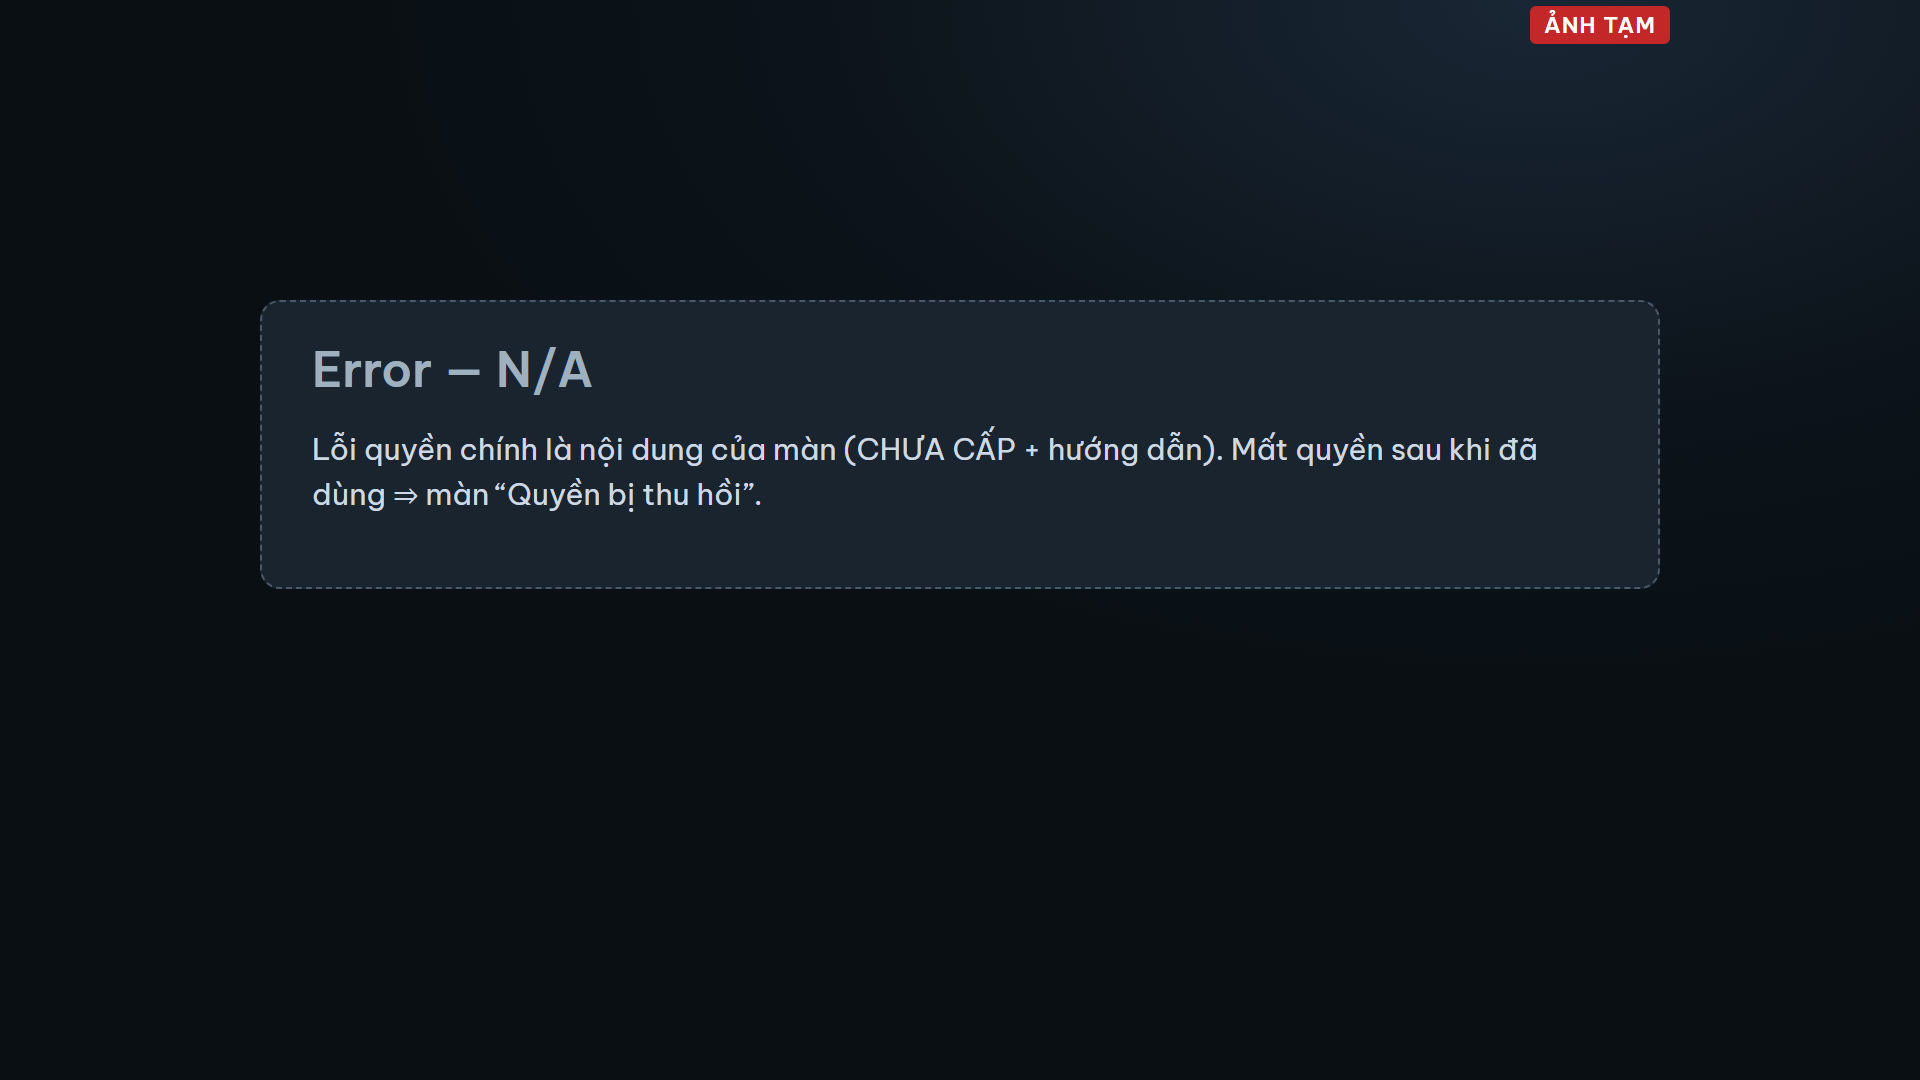 ẢNH TẠM
Error – N/A
Lỗi quyền chính là nội dung của màn (CHƯA CẤP + hướng dẫn). Mất quyền sau khi đã
dùng ⇒ màn “Quyền bị thu hồi”.